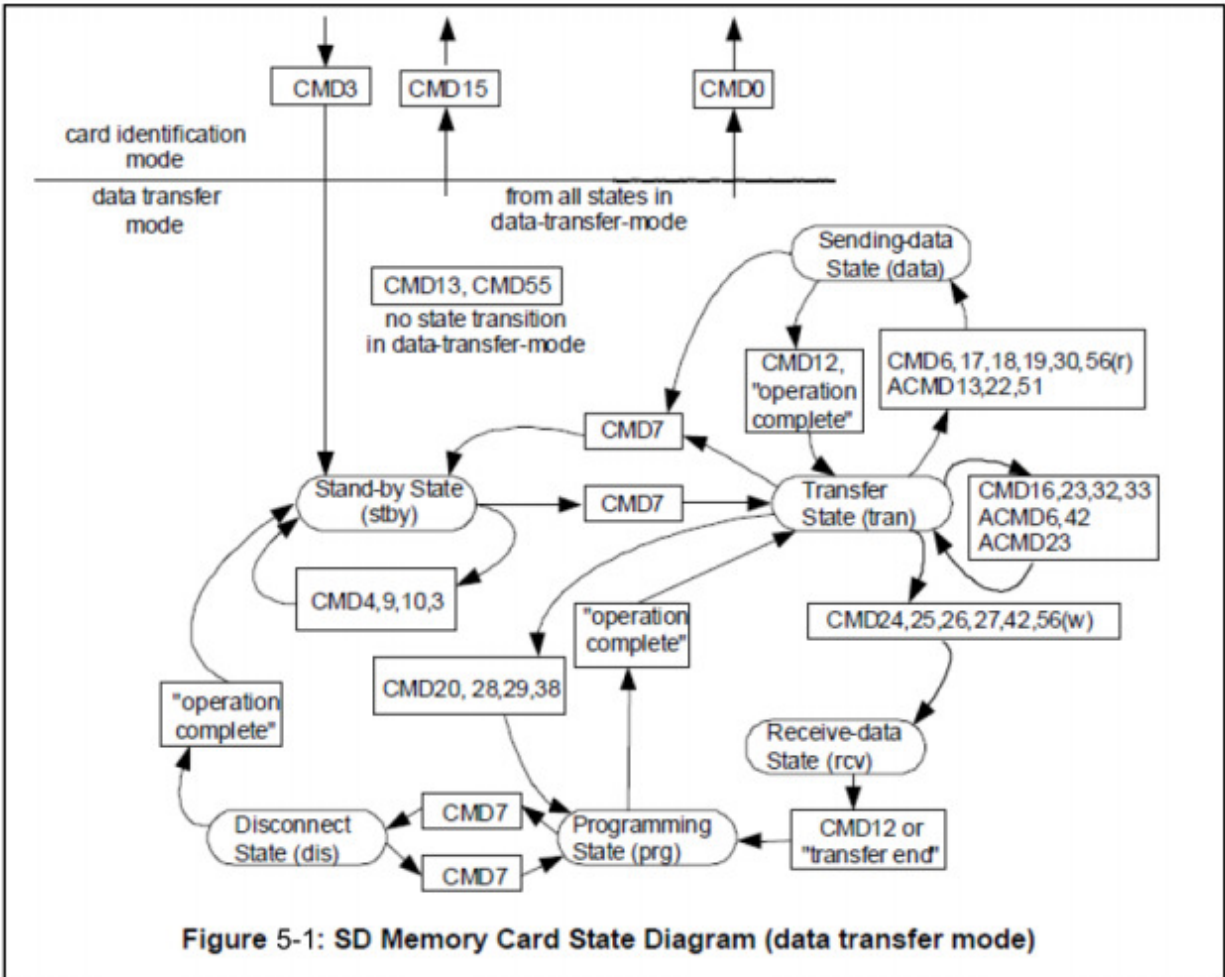 CMD3
CMD15
CMD0
card identification
mode
data transfer
mode
from all states in
data-transfer-mode
Sending-data
State (data)
CMD13, CMD55
no state transition
in data-transfer-mode
CMD12,
"operation
complete"
CMD6,17,18,19,30,56(r)
ACMD13,22,51
CMD7
Stand-by State
(stby)
CMD7
Transfer
State (tran)
CMD16,23,32,33
ACMD6,42
ACMD23
CMD4,9,10,3
"operation
complete"
CMD24,25,26,27,42,56(w)
CMD20, 28,29,38
"operation
complete"
Receive-data
State (rcv)
Disconnect
State (dis)
CMD7
CMD7
Programming
State (prg)
CMD12 or
"transfer end"
Figure 5-1: SD Memory Card State Diagram (data transfer mode)